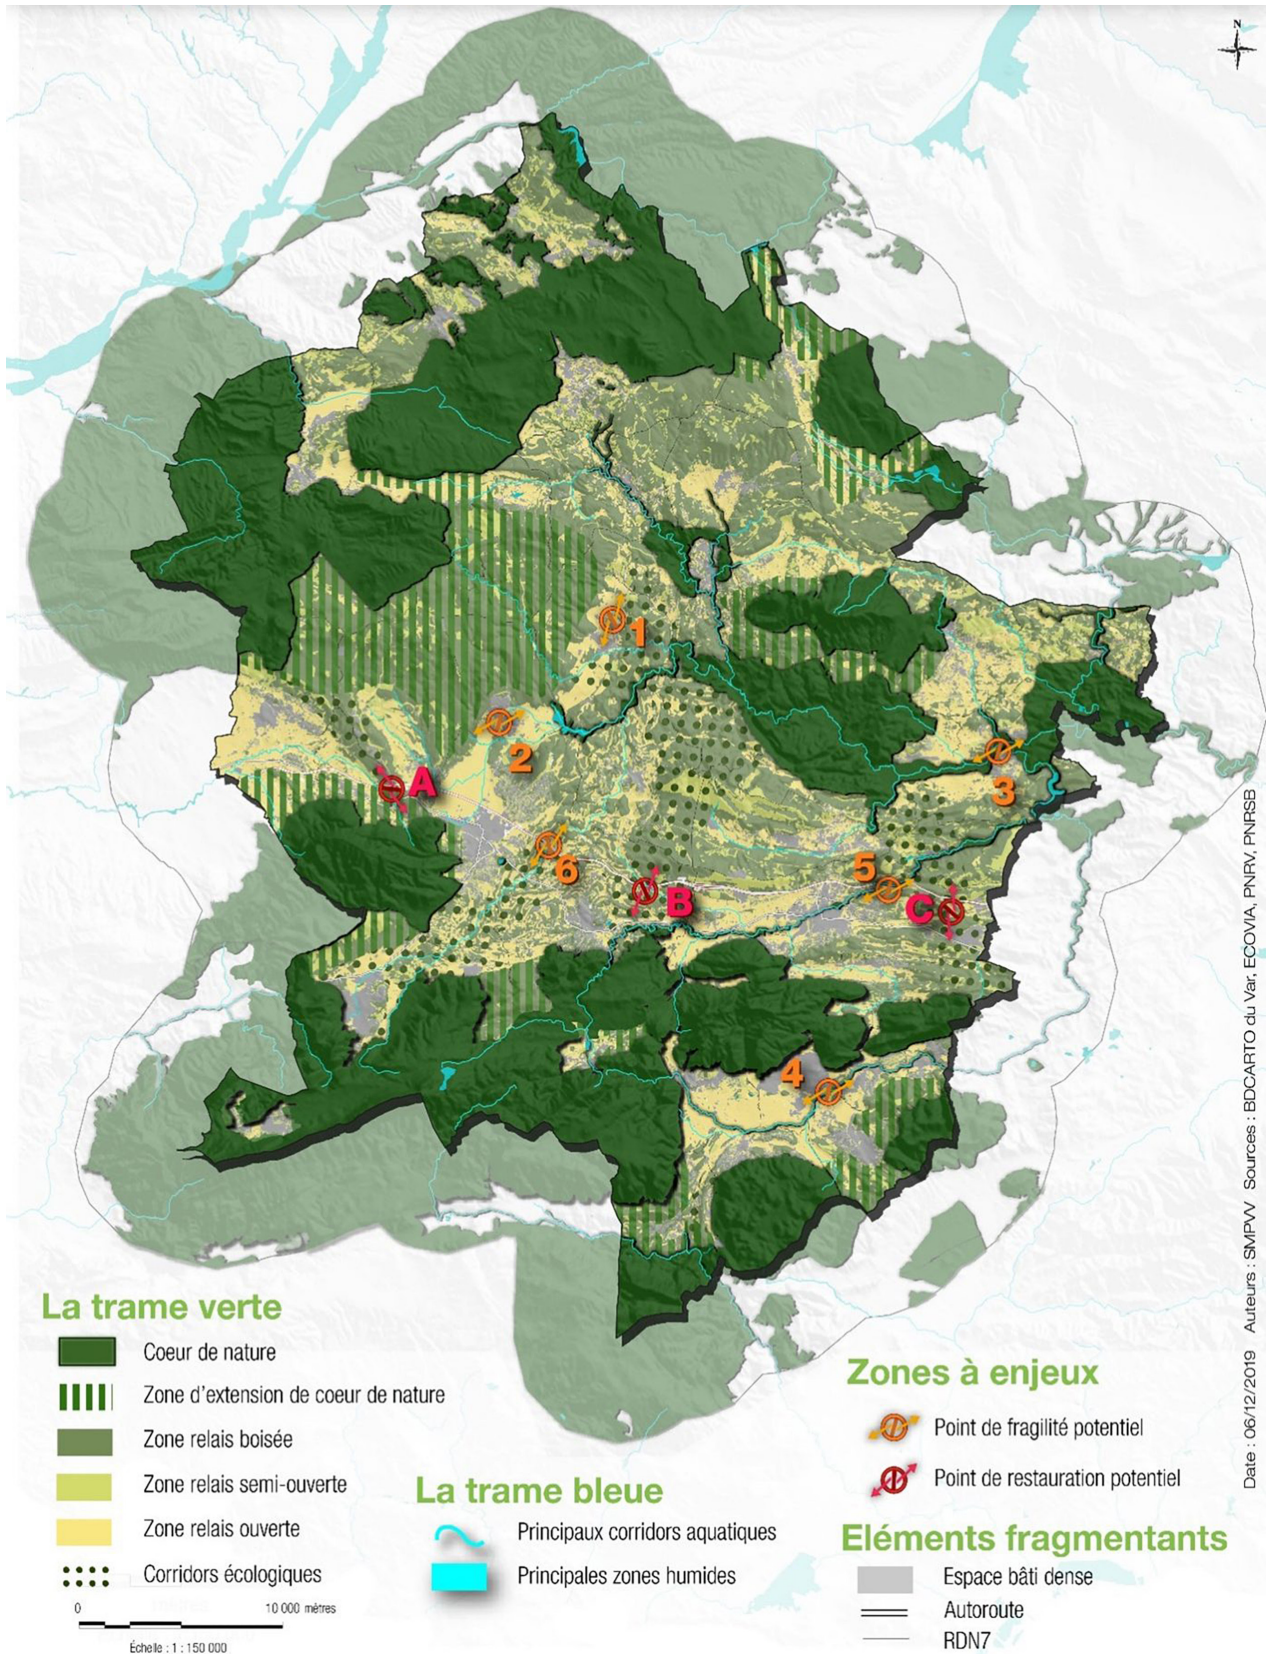 N
1
2
A
3
6
5
B
C
4
La trame verte
Coeur de nature
Zone d'extension de coeur de nature
Zone relais boisée
Zone relais semi-ouverte
Zone relais ouverte
Corridors écologiques
0 10 000 mètres
Échelle : 1 : 150 000
La trame bleue
Principaux corridors aquatiques
Principales zones humides
Zones à enjeux
Point de fragilité potentiel
Point de restauration potentiel
Eléments fragmentants
Espace bâti dense
Autoroute
RDN7
Date : 06/12/2019 Auteurs : SMPVV Sources : BDCARTO du Var, ECOVIA, PNRV, PNRSB